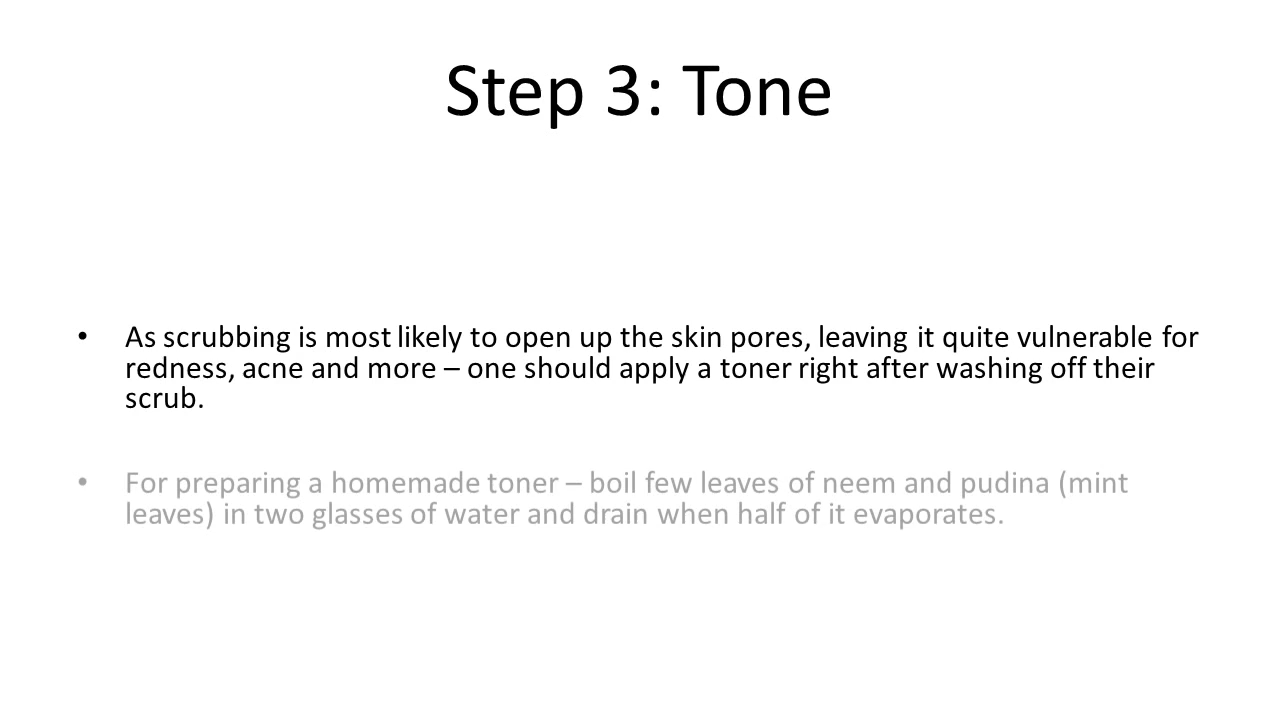 Step 3: Tone
• As scrubbing is most likely to open up the skin pores, leaving it quite vulnerable for
redness, acne and more – one should apply a toner right after washing off their
scrub.
• For preparing a homemade toner – boil few leaves of neem and pudina (mint
leaves) in two glasses of water and drain when half of it evaporates.